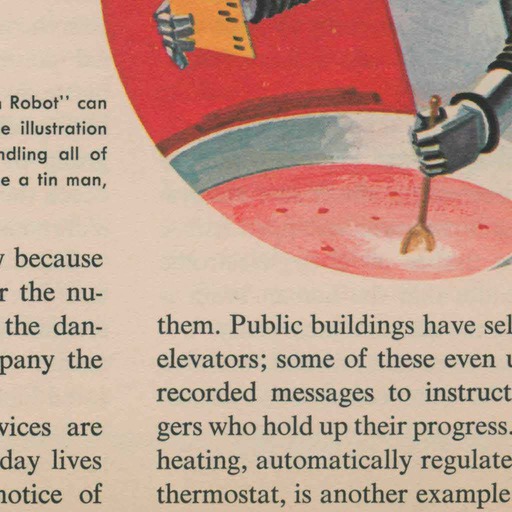 Robot" can
e illustration
ndling all of
e a tin man,
y because
r the nu-
the dan-
pany the
vices are
day lives
notice of
them. Public buildings have sel
elevators; some of these even u
recorded messages to instruct
gers who hold up their progress.
heating, automatically regulate
thermostat, is another example